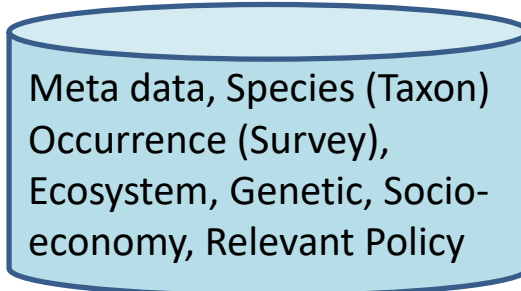 Meta data, Species (Taxon)
Occurrence (Survey),
Ecosystem, Genetic, Socio-
economy, Relevant Policy